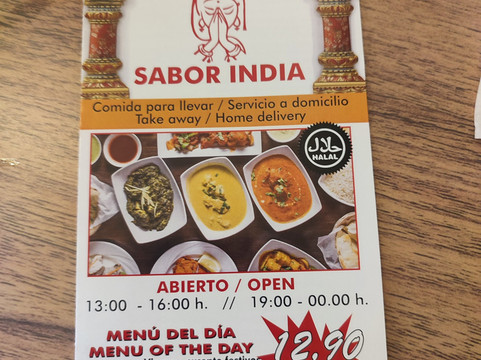 SABOR INDIA
Comida para llevar / Servicio a domicilio
Take away / Home delivery
حلال
HALAL
ABIERTO / OPEN
13:00 - 16:00 h. // 19:00 - 00.00 h.
MENÚ DEL DÍA
MENU OF THE DAY
12,90